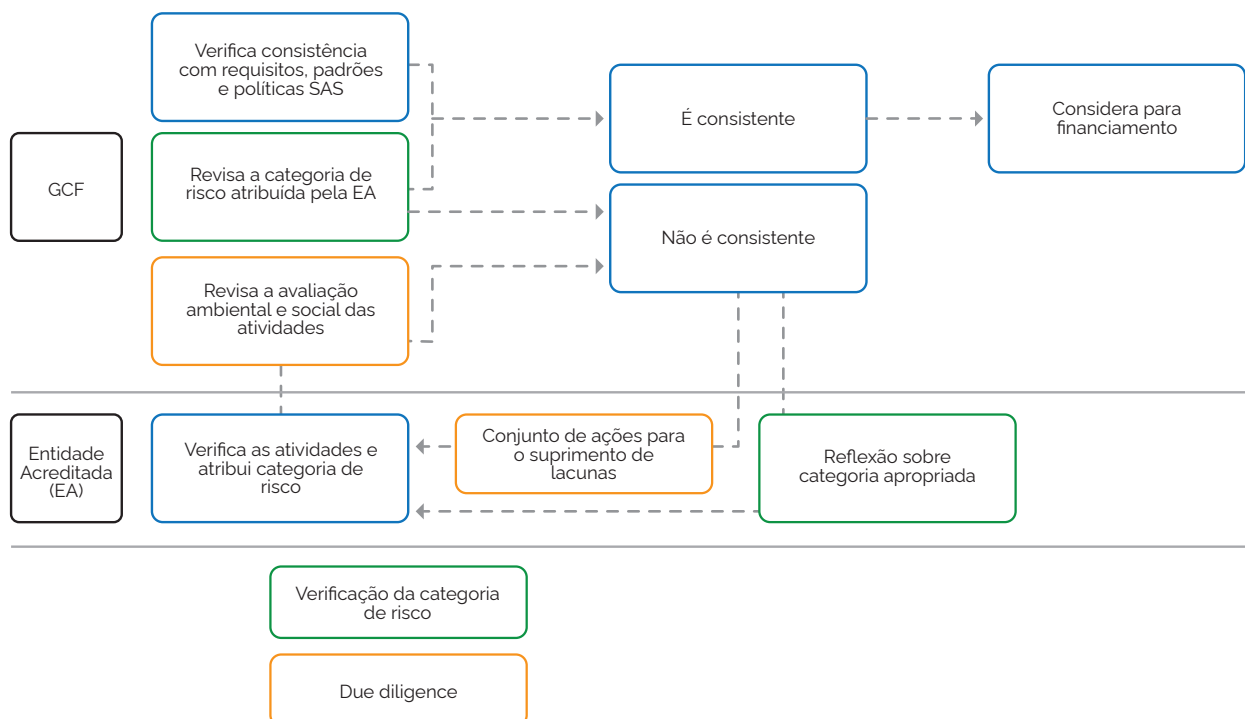 Verifica consistência
com requisitos, padrões
e políticas SAS
É consistente
Considera para
financiamento
GCF
Revisa a categoria de
risco atribuída pela EA
Não é consistente
Revisa a avaliação
ambiental e social das
atividades
Entidade
Acreditada
(EA)
Verifica as atividades e
atribui categoria de
risco
Conjunto de ações para
o suprimento de
lacunas
Reflexão sobre
categoria apropriada
Verificação da categoria
de risco
Due diligence